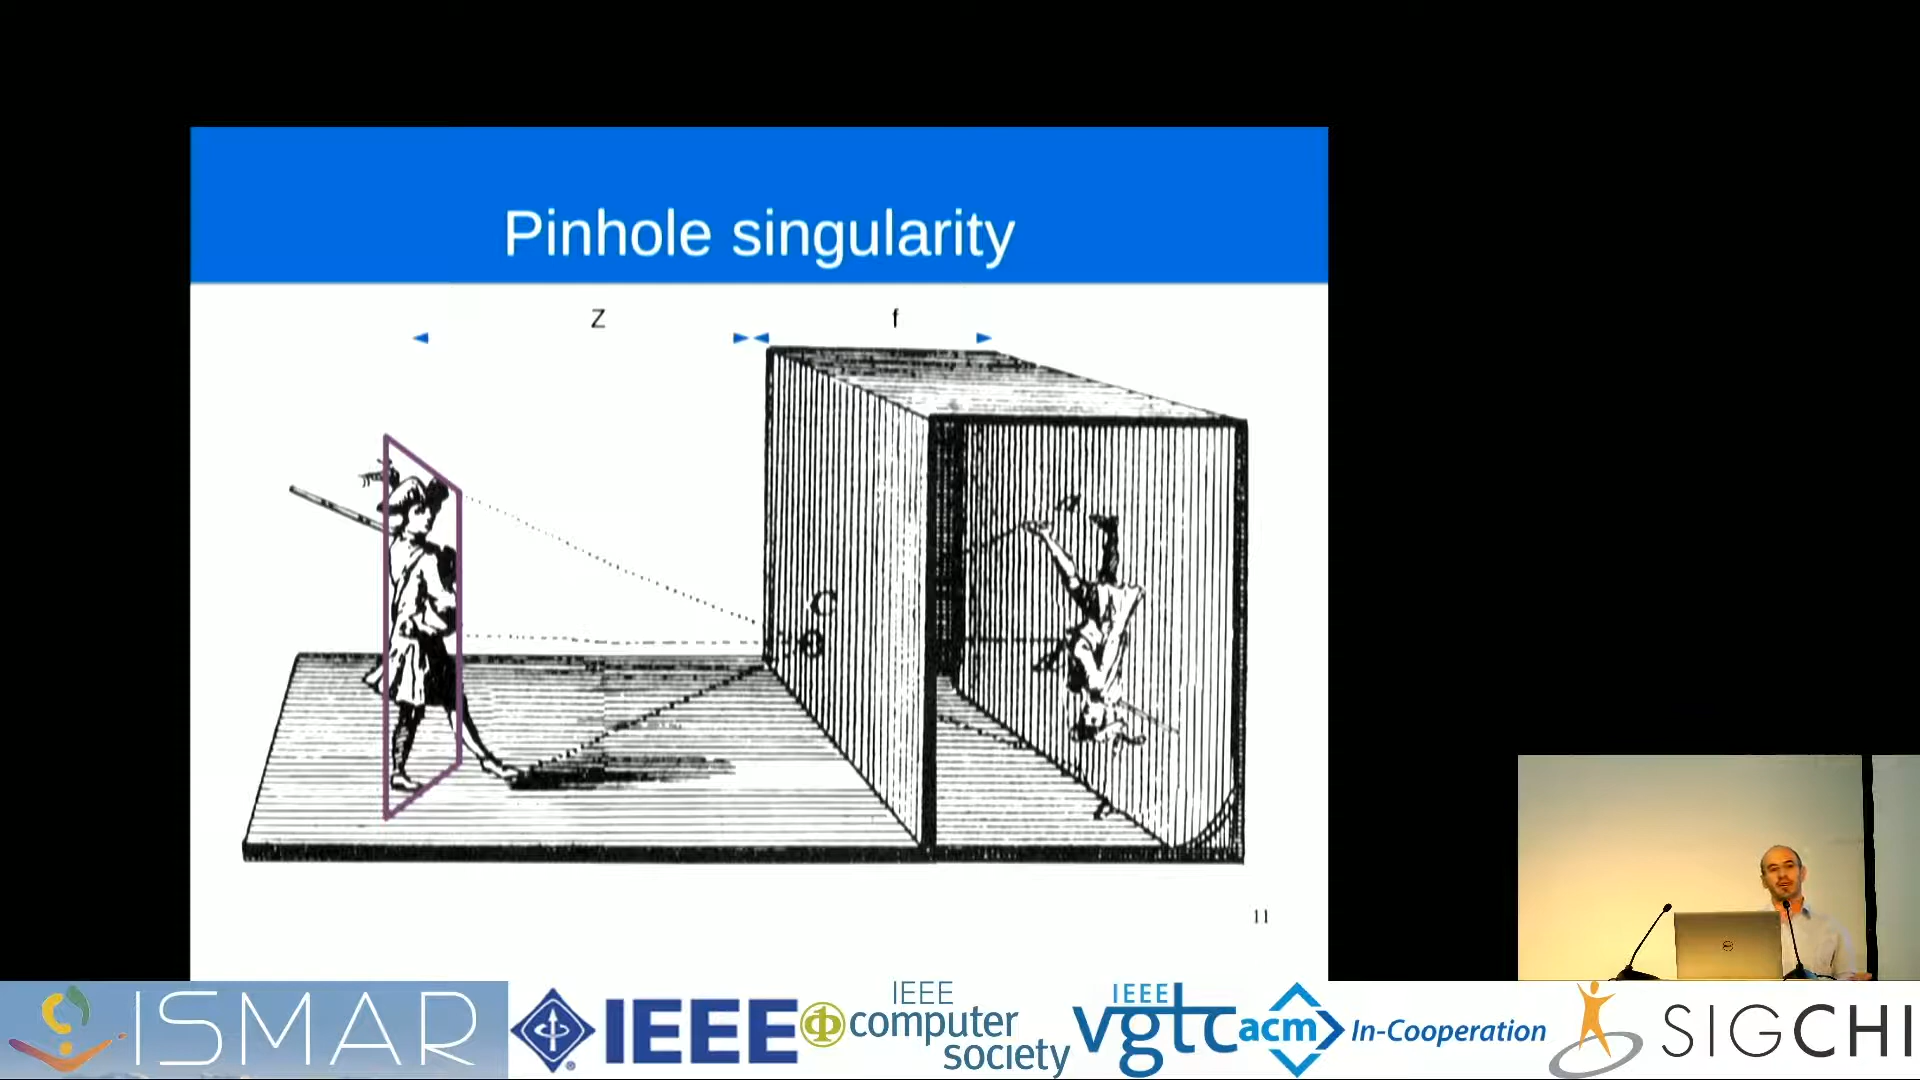 Pinhole singularity
Z f
C
B
a
11
ISMAR
IEEE
IEEE
computer
society
IEEE
vgtc
acm In-Cooperation
SIGCHI